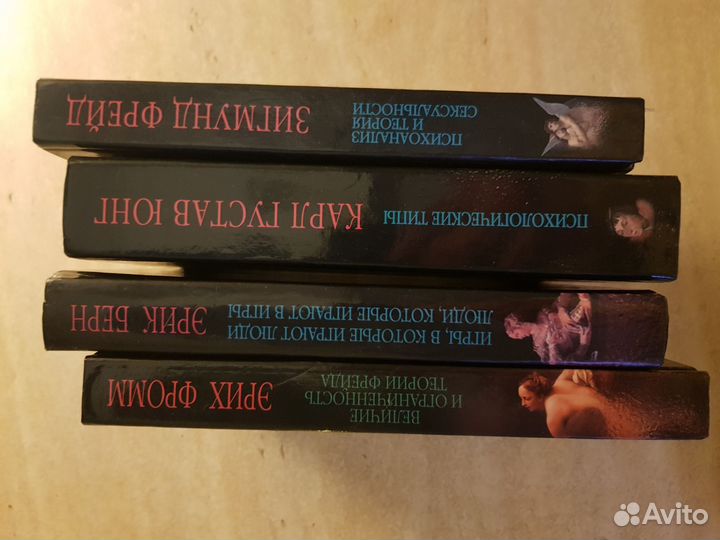 ЗИГМУНД ФРЕЙД
ПСИХОАНАЛИЗ
И ТЕОРИЯ
СЕКСУАЛЬНОСТИ
КАРЛ ГУСТАВ ЮНГ
ПСИХОЛОГИЧЕСКИЕ ТИПЫ
ЭРИК БЕРН
ИГРЫ, В КОТОРЫЕ ИГРАЮТ ЛЮДИ
ЛЮДИ, КОТОРЫЕ ИГРАЮТ В ИГРЫ
ЭРИХ ФРОММ
ВЕЛИЧИЕ
И ОГРАНИЧЕННОСТЬ
ТЕОРИИ ФРЕЙДА
Avito